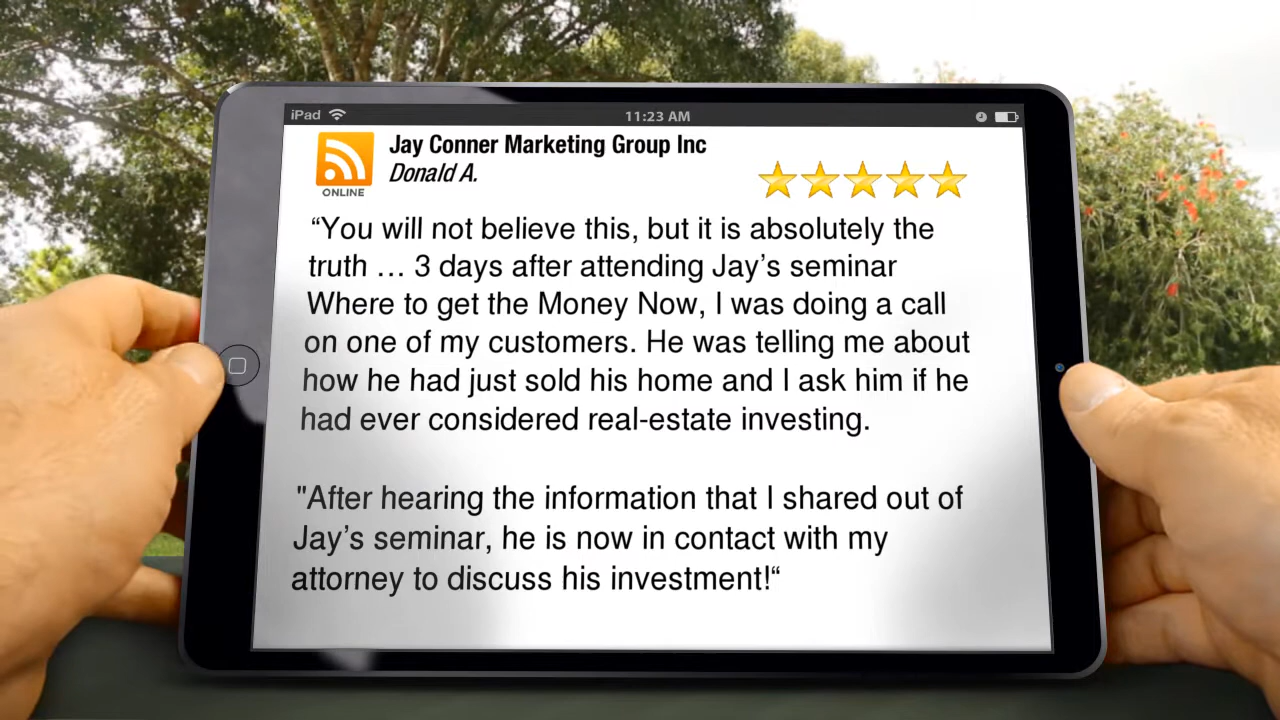 iPad 11:23 AM
Jay Conner Marketing Group Inc
Donald A.
ONLINE
“You will not believe this, but it is absolutely the
truth … 3 days after attending Jay’s seminar
Where to get the Money Now, I was doing a call
on one of my customers. He was telling me about
how he had just sold his home and I ask him if he
had ever considered real-estate investing.
"After hearing the information that I shared out of
Jay’s seminar, he is now in contact with my
attorney to discuss his investment!“